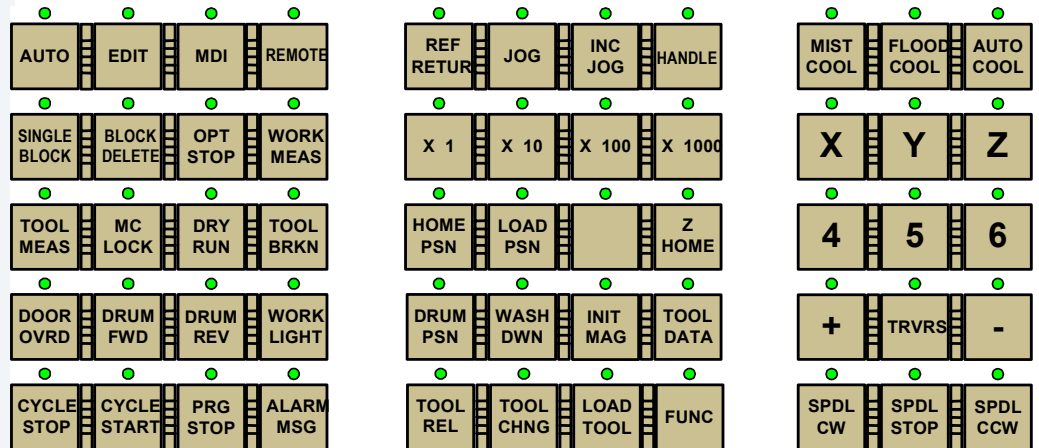 AUTO
EDIT
MDI
REMOTE
REF
RETUR
JOG
INC
JOG
HANDLE
MIST
COOL
FLOOD
COOL
AUTO
COOL
SINGLE
BLOCK
BLOCK
DELETE
OPT
STOP
WORK
MEAS
X 1
X 10
X 100
X 1000
X
Y
Z
TOOL
MEAS
MC
LOCK
DRY
RUN
TOOL
BRKN
HOME
PSN
LOAD
PSN
Z
HOME
4
5
6
DOOR
OVRD
DRUM
FWD
DRUM
REV
WORK
LIGHT
DRUM
PSN
WASH
DWN
INIT
MAG
TOOL
DATA
+
TRVRS
-
CYCLE
STOP
CYCLE
START
PRG
STOP
ALARM
MSG
TOOL
REL
TOOL
CHNG
LOAD
TOOL
FUNC
SPDL
CW
SPDL
STOP
SPDL
CCW